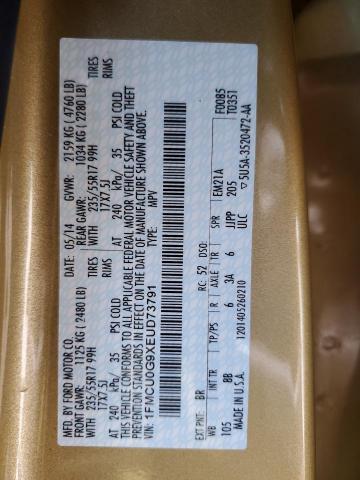 MFD. BY FORD MOTOR CO.
DATE: 05/14 GVWR: 2159 KG ( 4760 LB)
FRONT GAWR: 1125 KG ( 2480 LB) REAR GAWR: 1034 KG ( 2280 LB)
WITH 235/55R17 99H TIRES WITH 235/55R17 99H TIRES
17X7.5J RIMS 17X7.5J RIMS
AT 240 kPa/ 35 PSI COLD AT 240 kPa/ 35 PSI COLD
THIS VEHICLE CONFORMS TO ALL APPLICABLE FEDERAL MOTOR VEHICLE SAFETY AND THEFT
PREVENTION STANDARDS IN EFFECT ON THE DATE OF MANUFACTURE SHOWN ABOVE.
VIN: 1FMCU0G9XEUD73791 TYPE: MPV
EXT PNT: BR RC: 52 DSO: F0085
WB INT TR TP/PS R AXLE TR SPR EM21A T0351
105 BB 6 3A 6 JJPP 205
MADE IN U.S.A. 1201405260210 ULC ▽5U5A-3520472-AA